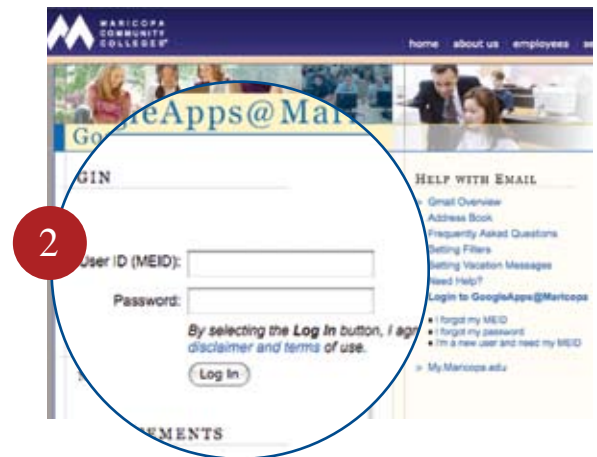 MARICOPA
COMMUNITY
COLLEGES
home about us employees
GoogleApps@Mar
GIN
2
User ID (MEID):
Password:
By selecting the Log In button, I agr
disclaimer and terms of use.
Log In
EMENTS
HELP WITH EMAIL
» Gmail Overview
Address Book
Frequently Asked Questions
Setting Filters
Setting Vacation Messages
Need Help?
Login to GoogleApps@Maricopa
▪ I forgot my MEID
▪ I forgot my password
▪ I'm a new user and need my MEID
» My.Maricopa.edu